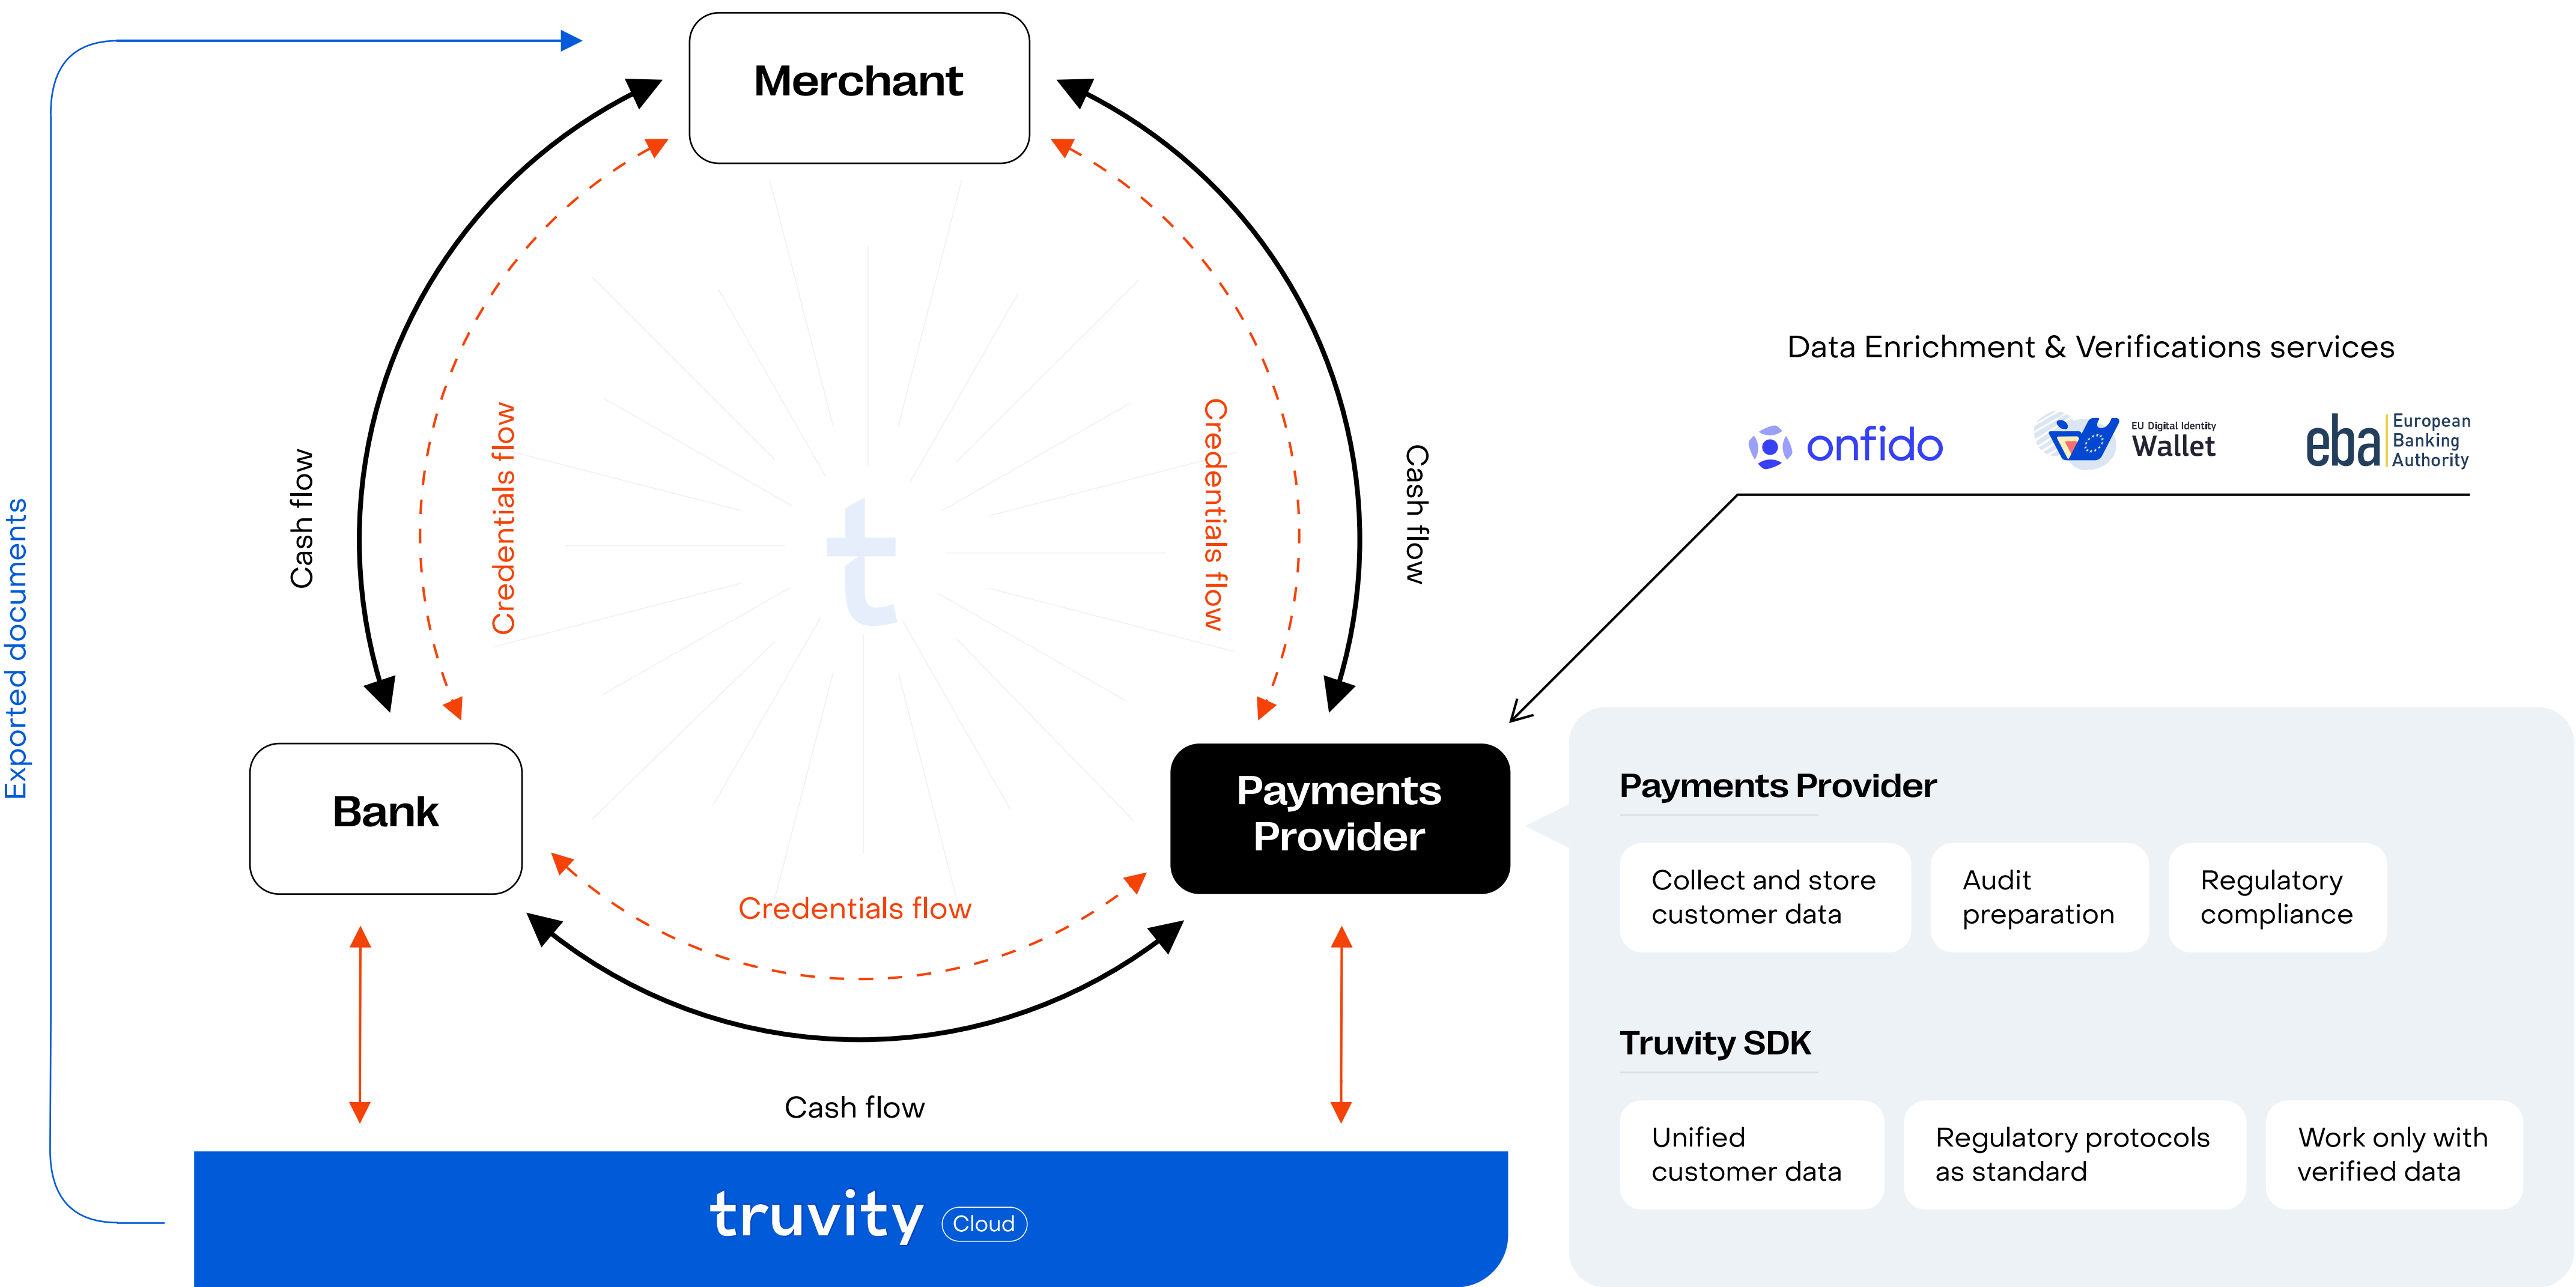 Merchant
Exported documents
Cash flow
Credentials flow
t
Credentials flow
Cash flow
Data Enrichment & Verifications services
onfido
EU Digital Identity
Wallet
eba
European
Banking
Authority
Bank
Payments
Provider
Credentials flow
Cash flow
truvity Cloud
Payments Provider
Collect and store
customer data
Audit
preparation
Regulatory
compliance
Truvity SDK
Unified
customer data
Regulatory protocols
as standard
Work only with
verified data